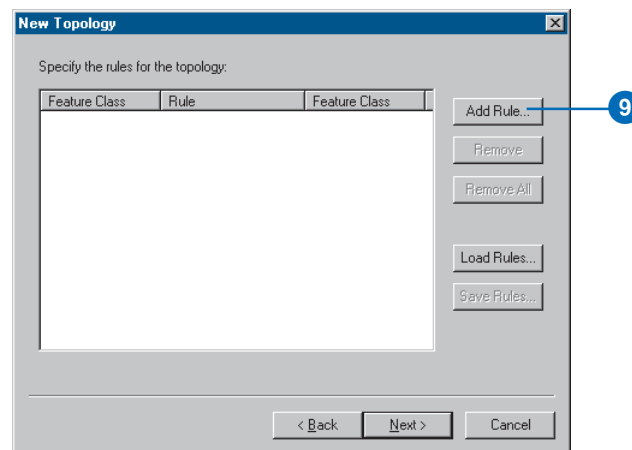 New Topology
Specify the rules for the topology:
Feature Class Rule Feature Class
Add Rule...
9
Remove
Remove All
Load Rules...
Save Rules...
< Back Next > Cancel